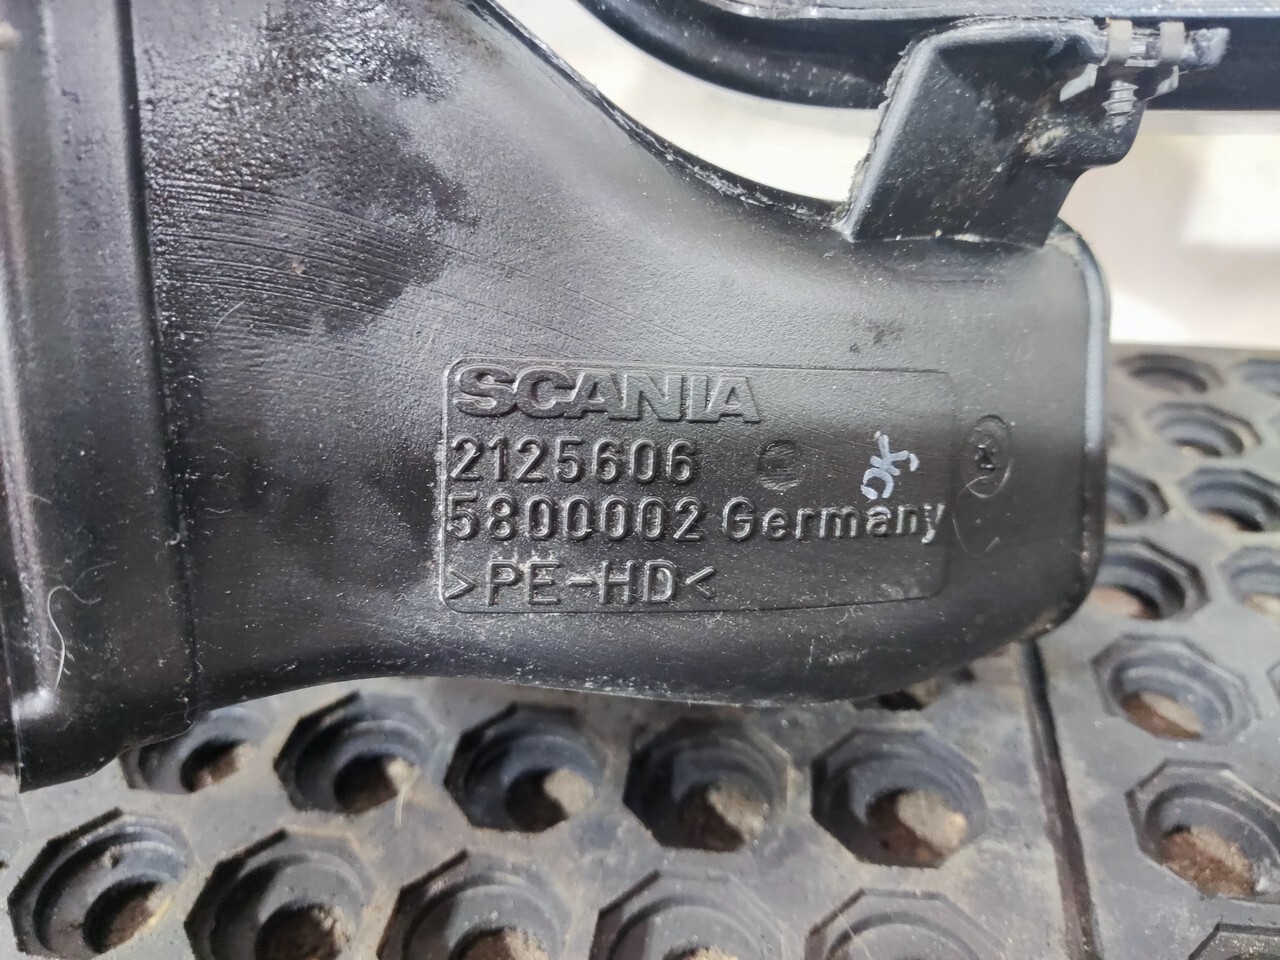 SCANIA
2125606
5800002 Germany
>PE-HD<